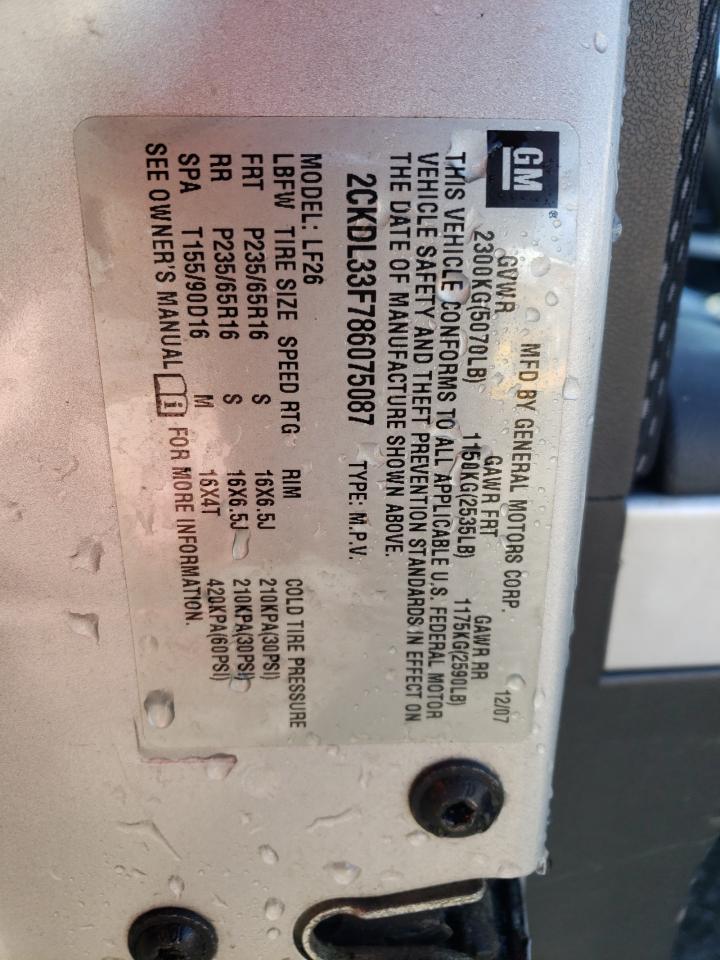 GM® MFD BY GENERAL MOTORS CORP. 12/07
GVWR GAWR FRT GAWR RR
2300KG(5070LB) 1150KG(2535LB) 1175KG(2590LB)
THIS VEHICLE CONFORMS TO ALL APPLICABLE U.S. FEDERAL MOTOR
VEHICLE SAFETY AND THEFT PREVENTION STANDARDS IN EFFECT ON
THE DATE OF MANUFACTURE SHOWN ABOVE.
2CKDL33F786075087 TYPE: M.P.V.
MODEL: LF26
LBFW TIRE SIZE SPEED RTG RIM COLD TIRE PRESSURE
FRT P235/65R16 S 16X6.5J 210KPA(30PSI)
RR P235/65R16 S 16X6.5J 210KPA(30PSI)
SPA T155/90D16 M 16X4T 420KPA(60PSI)
SEE OWNER'S MANUAL i FOR MORE INFORMATION.